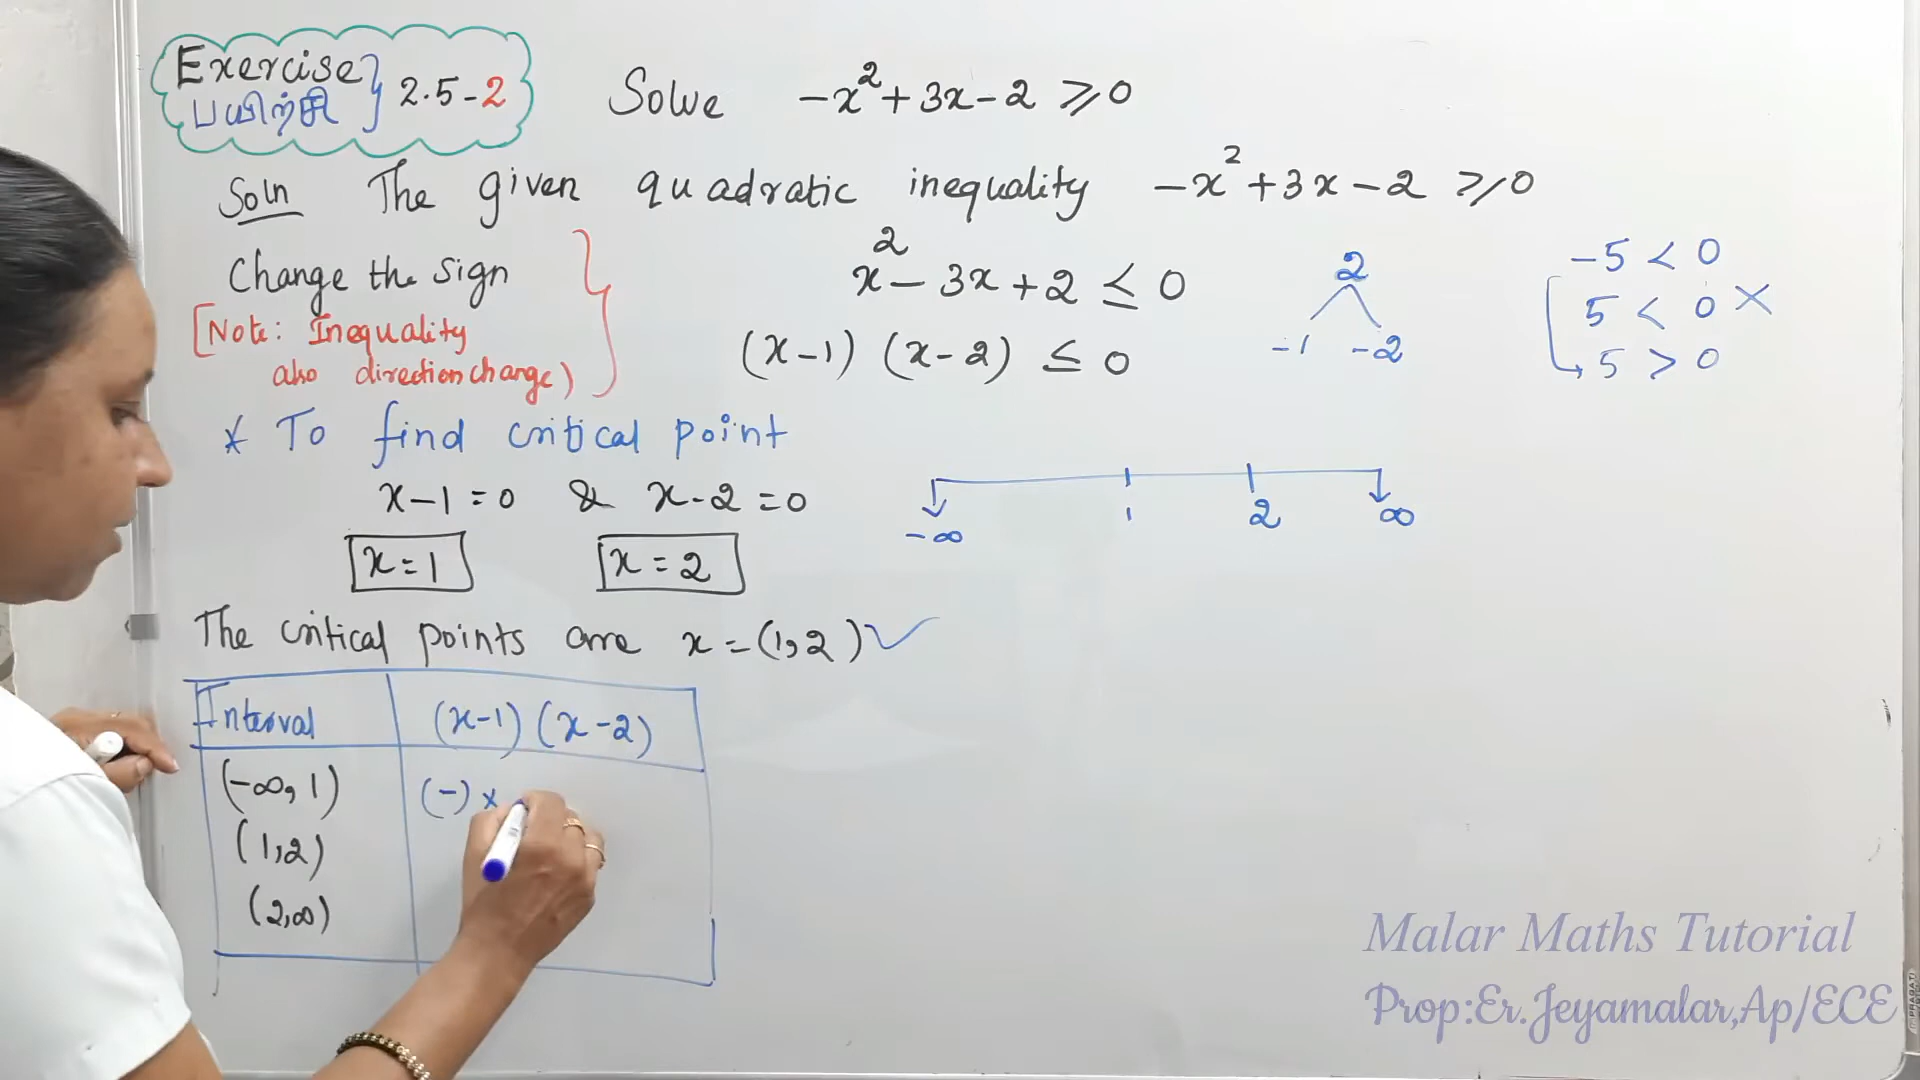 Exercise
பயிற்சி } 2.5-2
Solve -x²+3x-2 ⩾0
Soln The given quadratic inequality -x²+3x-2 ⩾0
Change the sign
[Note: Inequality
also direction change)
x²-3x+2 ≤ 0
(x-1) (x-2) ≤ 0
2
-1 -2
-5 < 0
5 < 0 ×
5 > 0
* To find critical point
x-1=0 & x-2=0
x=1 x=2
-∞ 1 2 ∞
The critical points are x=(1,2) ✓
Interval (x-1) (x-2)
(-∞, 1) (-) ×
(1,2)
(2,∞)
Malar Maths Tutorial
Prop:Er.Jeyamalar,Ap/ECE